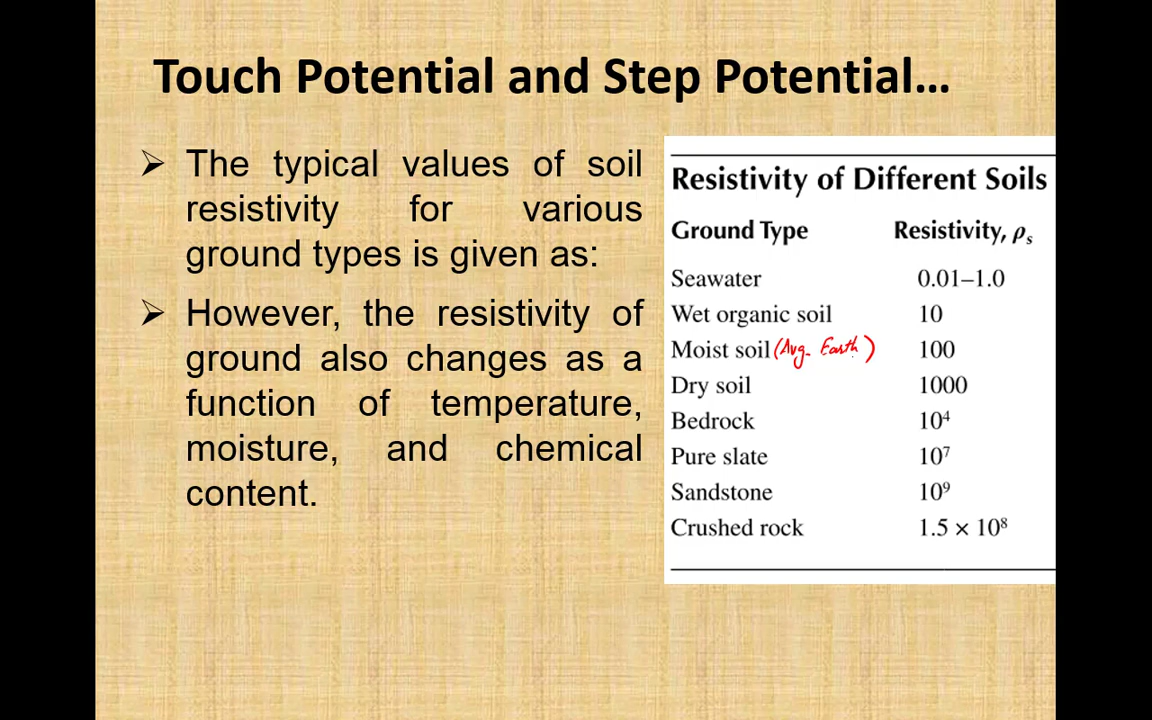 Touch Potential and Step Potential...
➢ The typical values of soil
resistivity for various
ground types is given as:
➢ However, the resistivity of
ground also changes as a
function of temperature,
moisture, and chemical
content.
Resistivity of Different Soils
Ground Type Resistivity, ρₛ
Seawater 0.01–1.0
Wet organic soil 10
Moist soil (Avg. Earth) 100
Dry soil 1000
Bedrock 10⁴
Pure slate 10⁷
Sandstone 10⁹
Crushed rock 1.5 × 10⁸